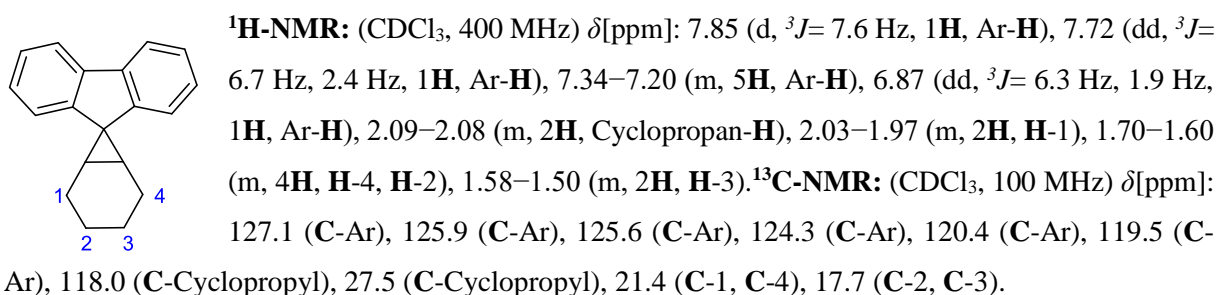 ¹H-NMR: (CDCl₃, 400 MHz) δ[ppm]: 7.85 (d, ³J= 7.6 Hz, 1H, Ar-H), 7.72 (dd, ³J=
6.7 Hz, 2.4 Hz, 1H, Ar-H), 7.34−7.20 (m, 5H, Ar-H), 6.87 (dd, ³J= 6.3 Hz, 1.9 Hz,
1H, Ar-H), 2.09−2.08 (m, 2H, Cyclopropan-H), 2.03−1.97 (m, 2H, H-1), 1.70−1.60
1 4
(m, 4H, H-4, H-2), 1.58−1.50 (m, 2H, H-3).¹³C-NMR: (CDCl₃, 100 MHz) δ[ppm]:
2 3
127.1 (C-Ar), 125.9 (C-Ar), 125.6 (C-Ar), 124.3 (C-Ar), 120.4 (C-Ar), 119.5 (C-
Ar), 118.0 (C-Cyclopropyl), 27.5 (C-Cyclopropyl), 21.4 (C-1, C-4), 17.7 (C-2, C-3).